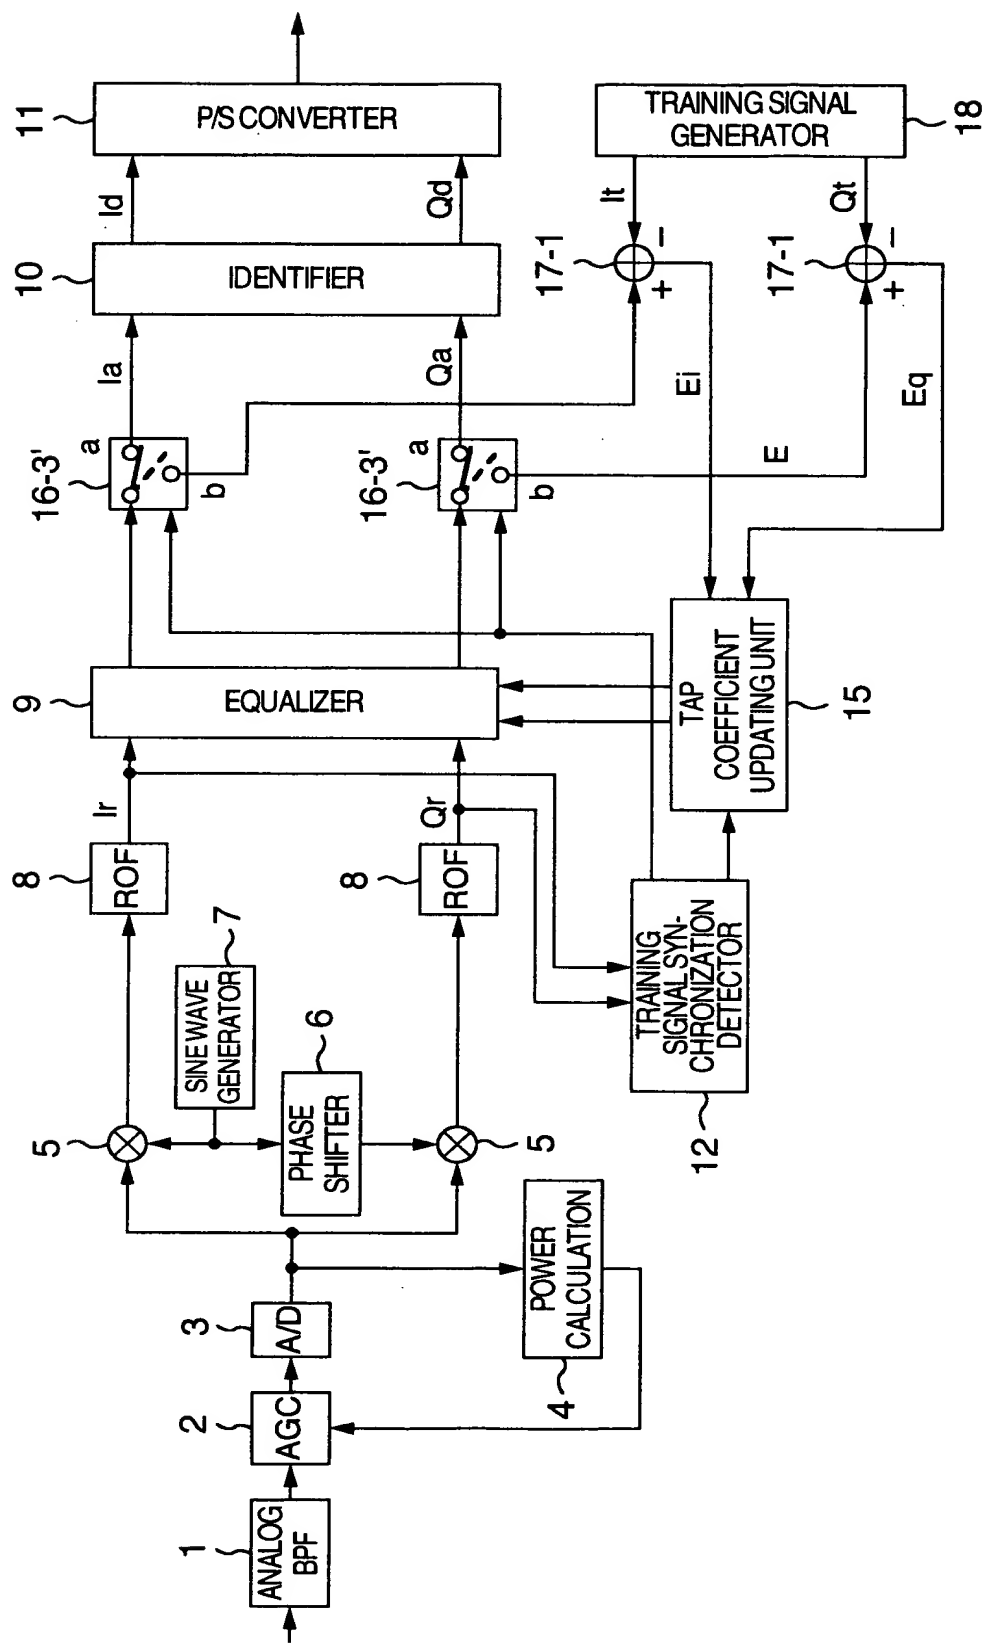 1
ANALOG
BPF
2
AGC
3
A/D
4
POWER
CALCULATION
5
5
6
PHASE
SHIFTER
7
SINE WAVE
GENERATOR
8
ROF
Ir
8
ROF
Qr
9
EQUALIZER
12
TRAINING
SIGNAL SYN-
CHRONIZATION
DETECTOR
15
TAP
COEFFICIENT
UPDATING UNIT
16-3'
a
b
Ia
16-3'
a
b
Qa
10
IDENTIFIER
Id
Qd
11
P/S CONVERTER
E
Ei
Eq
17-1
+
−
It
17-1
+
−
Qt
18
TRAINING SIGNAL
GENERATOR